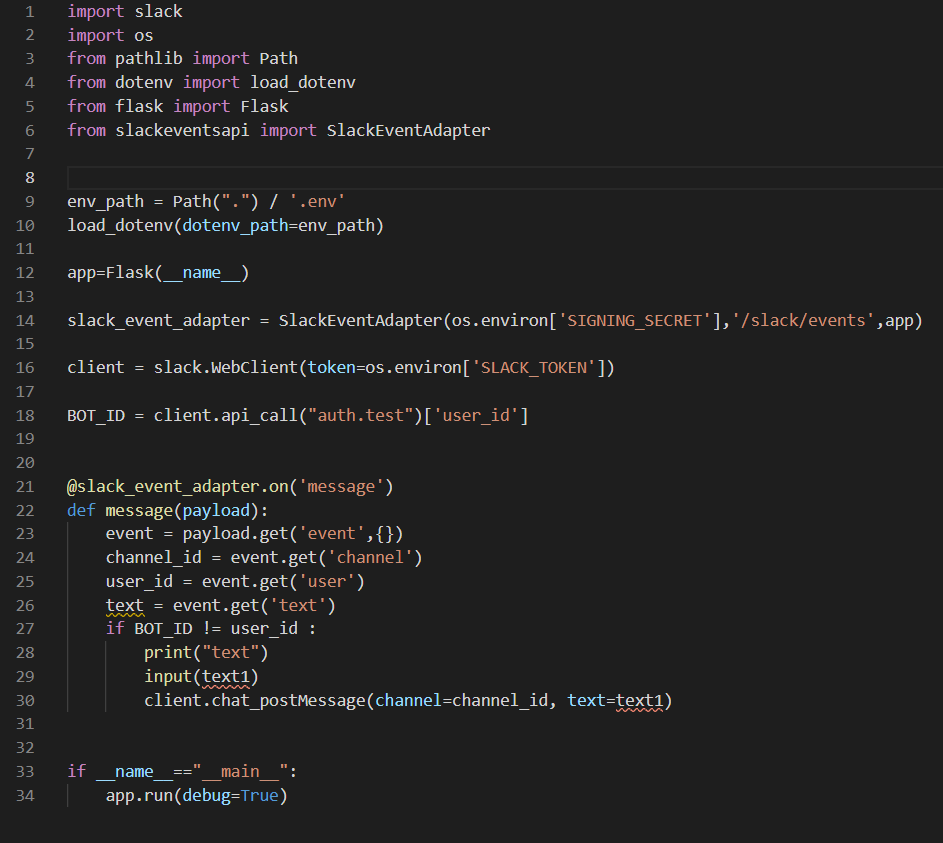 1 import slack
2 import os
3 from pathlib import Path
4 from dotenv import load_dotenv
5 from flask import Flask
6 from slackeventsapi import SlackEventAdapter
7
8
9 env_path = Path(".") / '.env'
10 load_dotenv(dotenv_path=env_path)
11
12 app=Flask(__name__)
13
14 slack_event_adapter = SlackEventAdapter(os.environ['SIGNING_SECRET'],'/slack/events',app)
15
16 client = slack.WebClient(token=os.environ['SLACK_TOKEN'])
17
18 BOT_ID = client.api_call("auth.test")['user_id']
19
20
21 @slack_event_adapter.on('message')
22 def message(payload):
23     event = payload.get('event',{})
24     channel_id = event.get('channel')
25     user_id = event.get('user')
26     text = event.get('text')
27     if BOT_ID != user_id :
28         print("text")
29         input(text1)
30         client.chat_postMessage(channel=channel_id, text=text1)
31
32
33 if __name__=="__main__":
34     app.run(debug=True)